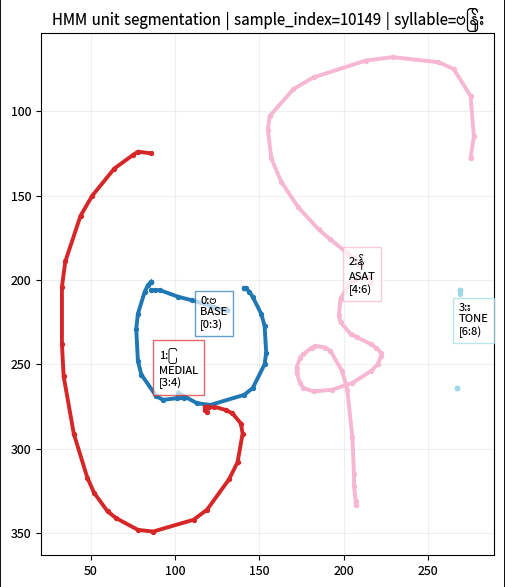 HMM unit segmentation | sample_index=10149 | syllable=ဗြန်း
100
150
200
250
300
350
2:န်
ASAT
[4:6)
0:ဗ
BASE
[0:3)
3:း
TONE
[6:8)
1:ြ
MEDIAL
[3:4)
50 100 150 200 250